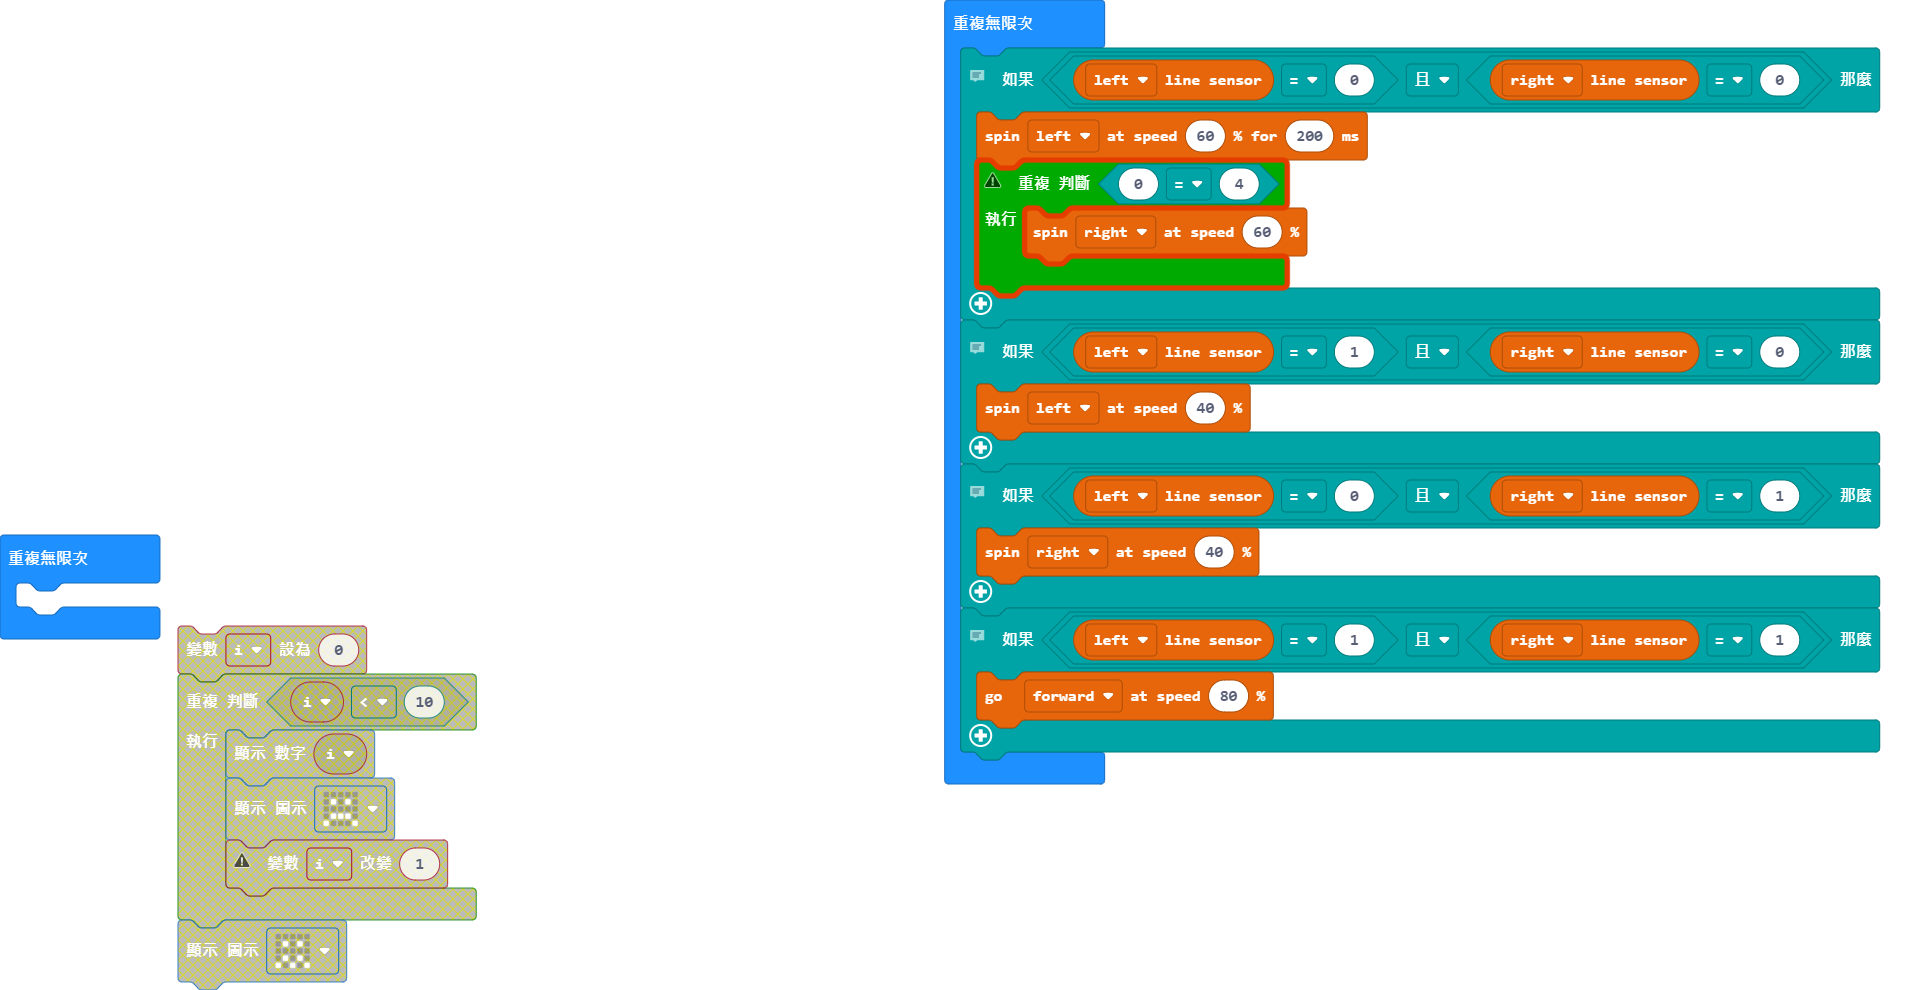 重複無限次
如果 left line sensor = 0 且 right line sensor = 0 那麼
spin left at speed 60 % for 200 ms
重複 判斷 0 = 4
執行
spin right at speed 60 %
如果 left line sensor = 1 且 right line sensor = 0 那麼
spin left at speed 40 %
如果 left line sensor = 0 且 right line sensor = 1 那麼
spin right at speed 40 %
如果 left line sensor = 1 且 right line sensor = 1 那麼
go forward at speed 80 %
重複無限次
變數 i 設為 0
重複 判斷 i < 10
執行
顯示 數字 i
顯示 圖示
變數 i 改變 1
顯示 圖示